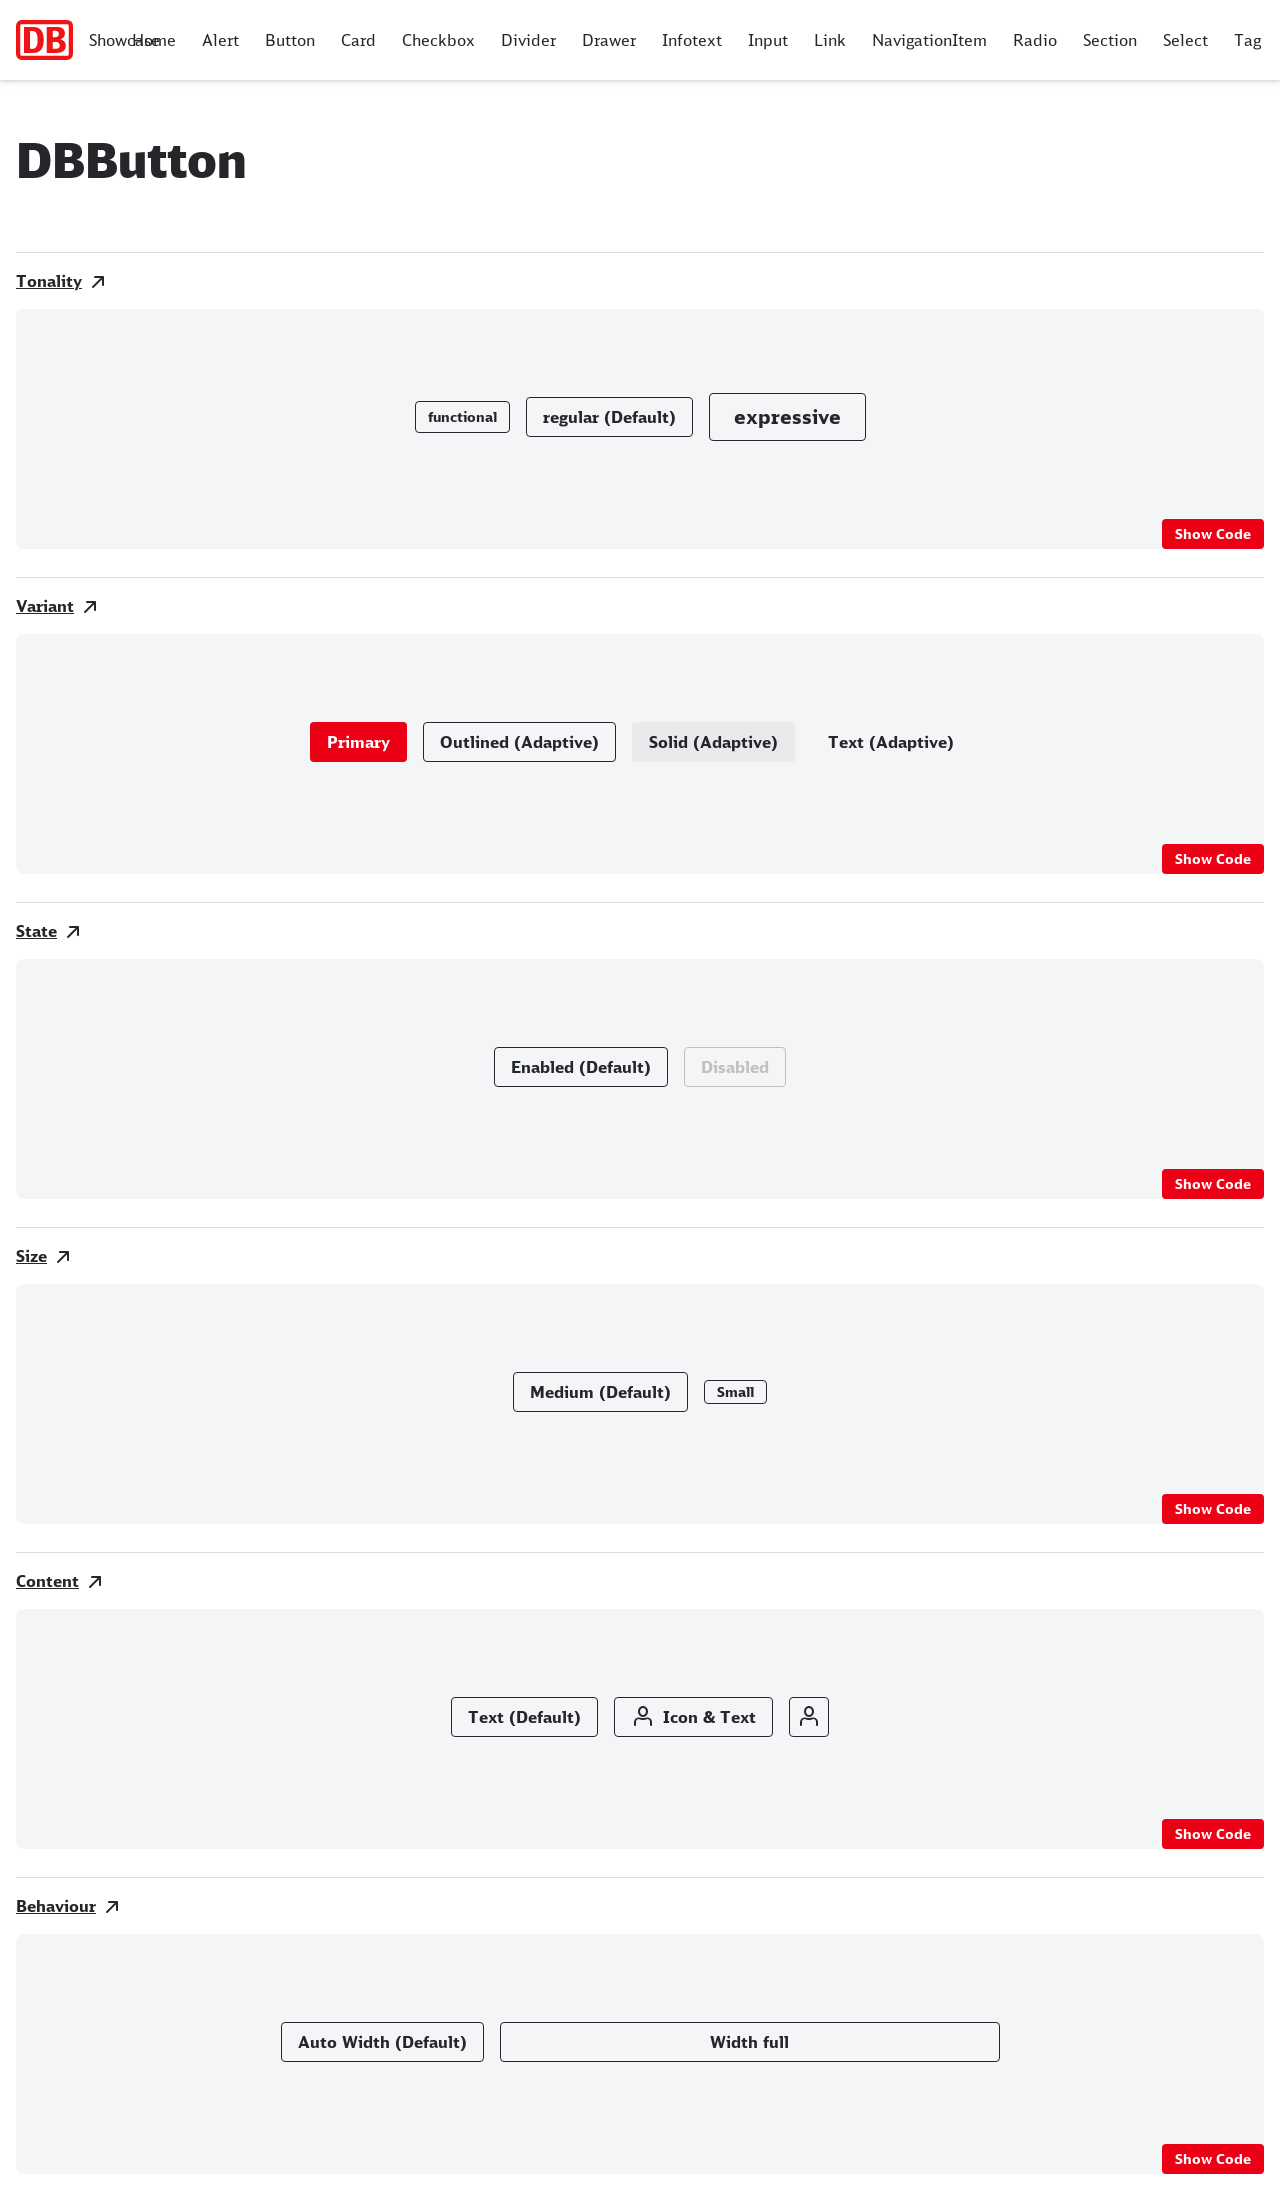 DB Showcase Home Alert Button Card Checkbox Divider Drawer Infotext Input Link NavigationItem Radio Section Select Tag
DBButton
Tonality
functional regular (Default) expressive
Show Code
Variant
Primary Outlined (Adaptive) Solid (Adaptive) Text (Adaptive)
Show Code
State
Enabled (Default) Disabled
Show Code
Size
Medium (Default) Small
Show Code
Content
Text (Default) Icon & Text
Show Code
Behaviour
Auto Width (Default) Width full
Show Code